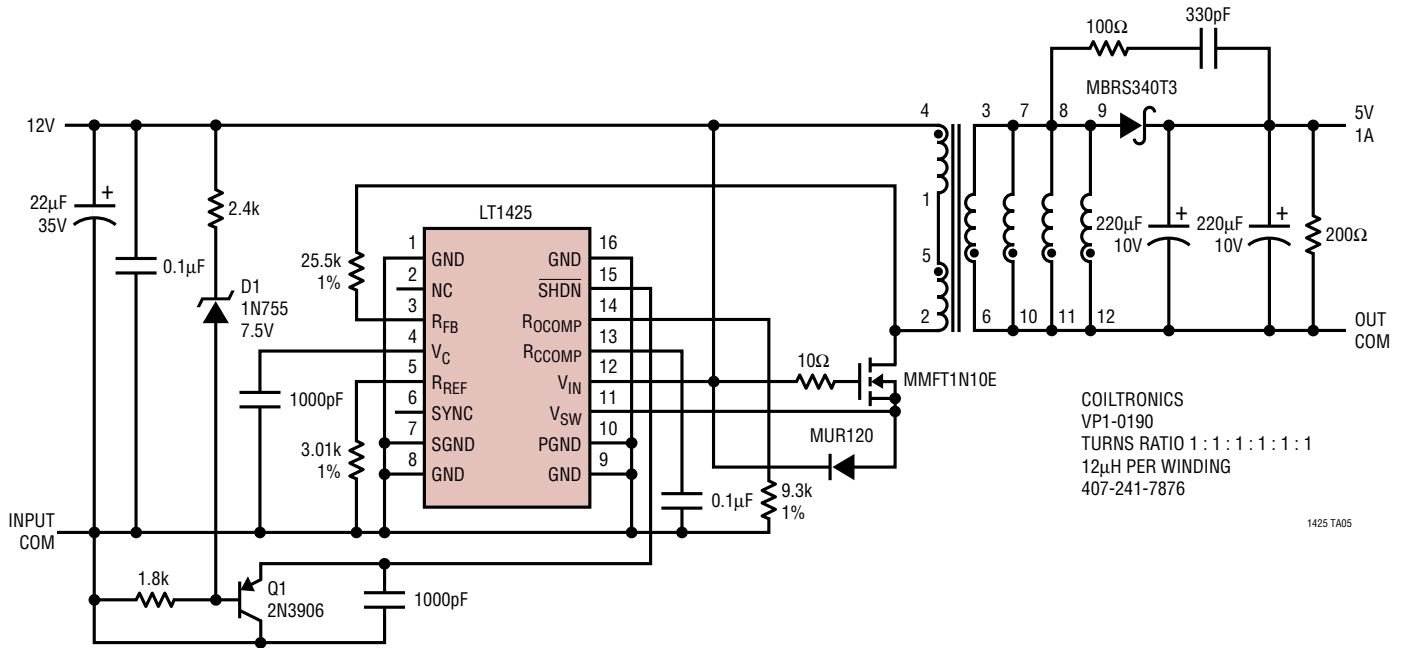 330pF
100Ω
MBRS340T3
12V
4
3
7
8
9
5V
1A
22μF
35V
+
2.4k
LT1425
1
220μF
10V
+
220μF
10V
+
200Ω
0.1μF
25.5k
1%
1
GND
GND
16
5
D1
1N755
7.5V
2
NC
SHDN
15
3
RFB
ROCOMP
14
2
6
10
11
12
OUT
COM
4
VC
RCCOMP
13
10Ω
1000pF
5
RREF
VIN
12
MMFT1N10E
6
SYNC
VSW
11
3.01k
1%
7
SGND
PGND
10
MUR120
8
GND
GND
9
COILTRONICS
VP1-0190
TURNS RATIO 1 : 1 : 1 : 1 : 1 : 1
12μH PER WINDING
407-241-7876
0.1μF
9.3k
1%
INPUT
COM
1425 TA05
1.8k
Q1
2N3906
1000pF